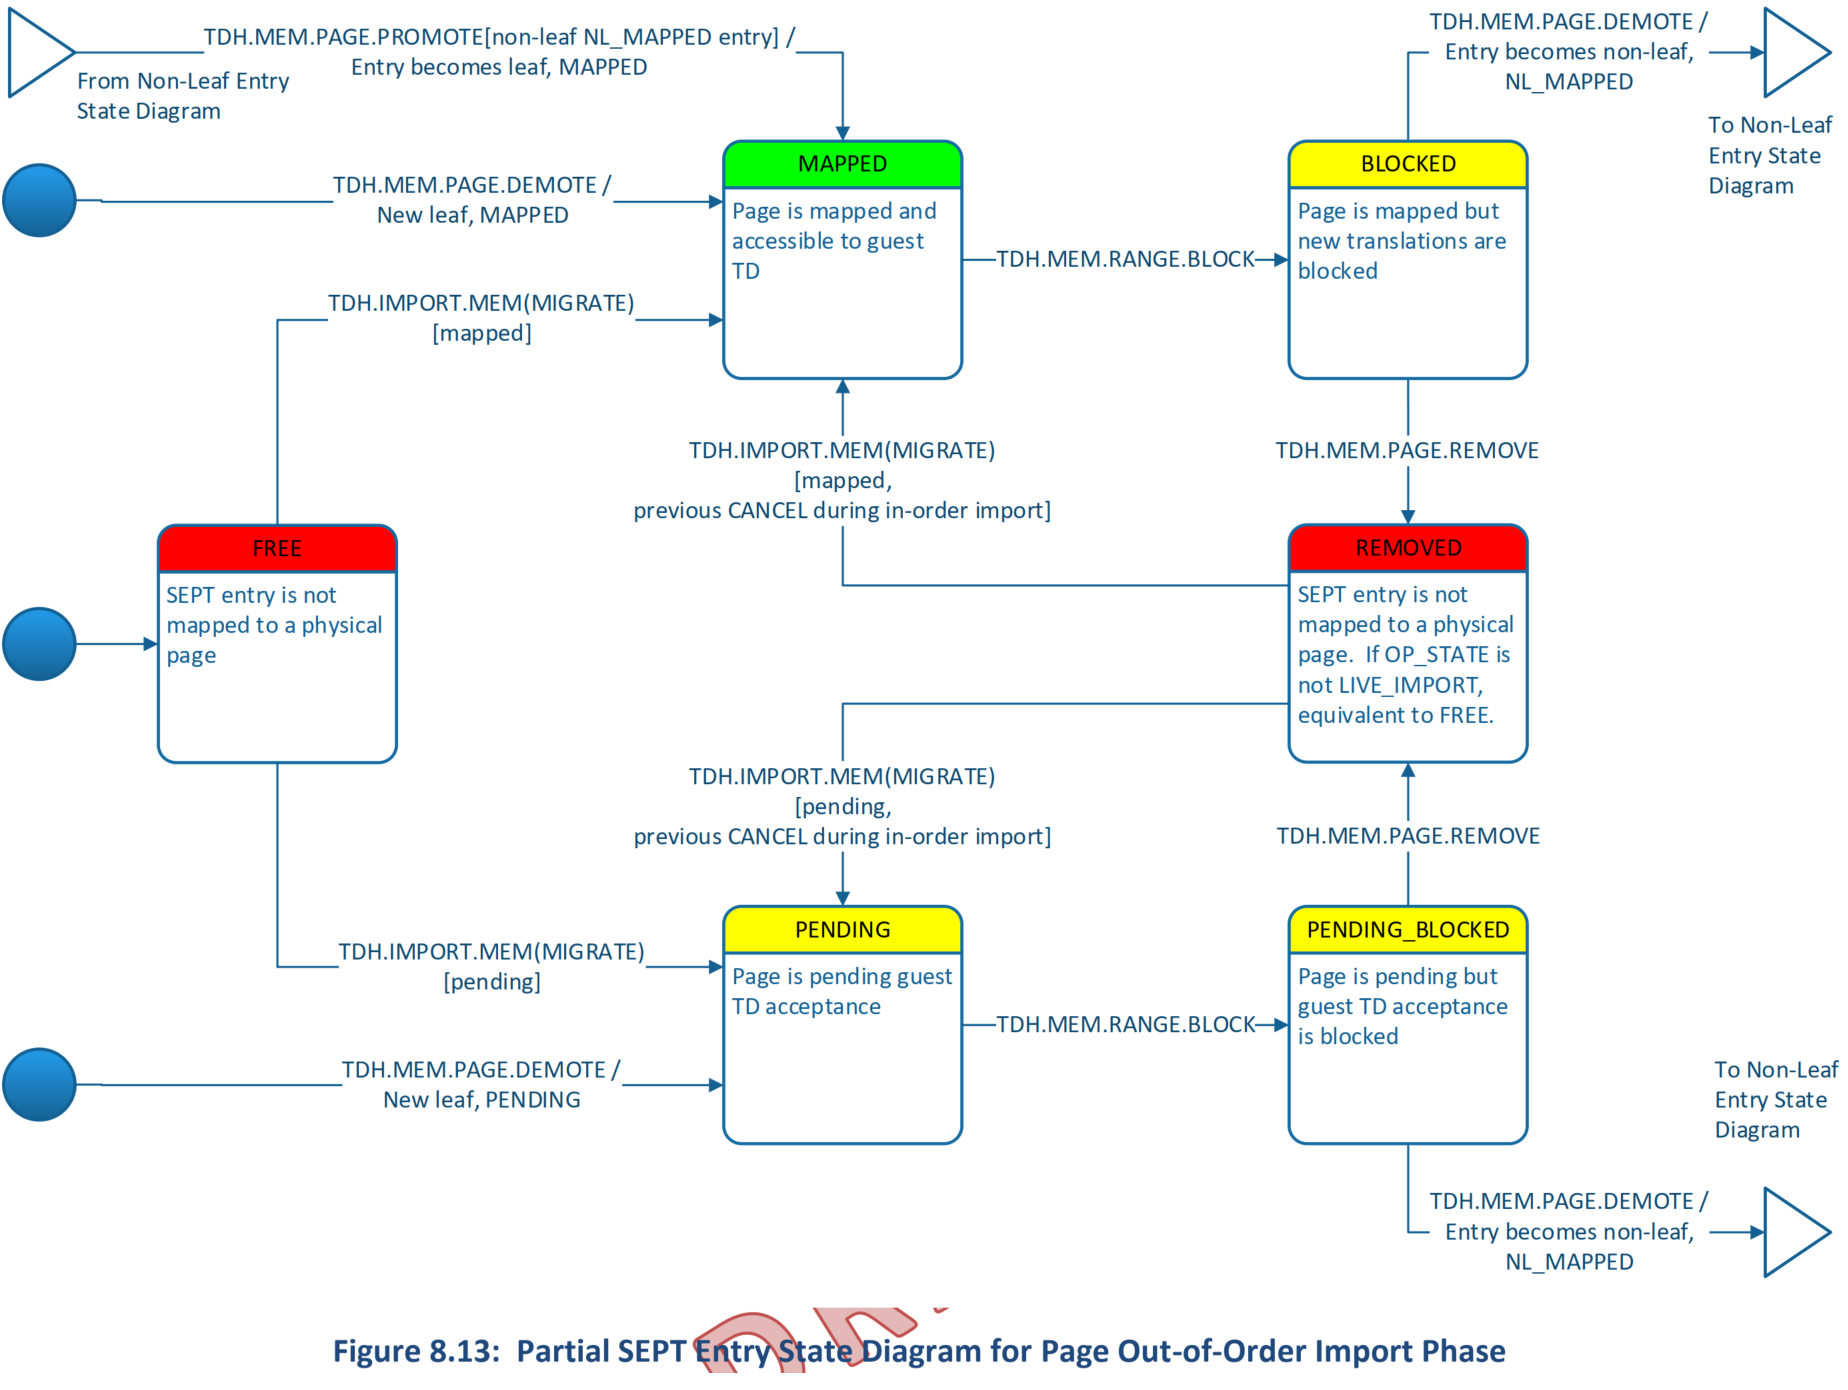 TDH.MEM.PAGE.PROMOTE[non-leaf NL_MAPPED entry] /
Entry becomes leaf, MAPPED
From Non-Leaf Entry
State Diagram
TDH.MEM.PAGE.DEMOTE /
Entry becomes non-leaf,
NL_MAPPED
To Non-Leaf
Entry State
Diagram
TDH.MEM.PAGE.DEMOTE /
New leaf, MAPPED
MAPPED
Page is mapped and
accessible to guest
TD
TDH.MEM.RANGE.BLOCK
BLOCKED
Page is mapped but
new translations are
blocked
TDH.IMPORT.MEM(MIGRATE)
[mapped]
TDH.IMPORT.MEM(MIGRATE)
[mapped,
previous CANCEL during in-order import]
TDH.MEM.PAGE.REMOVE
FREE
SEPT entry is not
mapped to a physical
page
REMOVED
SEPT entry is not
mapped to a physical
page. If OP_STATE is
not LIVE_IMPORT,
equivalent to FREE.
TDH.IMPORT.MEM(MIGRATE)
[pending,
previous CANCEL during in-order import]
TDH.MEM.PAGE.REMOVE
TDH.IMPORT.MEM(MIGRATE)
[pending]
PENDING
Page is pending guest
TD acceptance
TDH.MEM.RANGE.BLOCK
PENDING_BLOCKED
Page is pending but
guest TD acceptance
is blocked
TDH.MEM.PAGE.DEMOTE /
New leaf, PENDING
To Non-Leaf
Entry State
Diagram
TDH.MEM.PAGE.DEMOTE /
Entry becomes non-leaf,
NL_MAPPED
Figure 8.13: Partial SEPT Entry State Diagram for Page Out-of-Order Import Phase